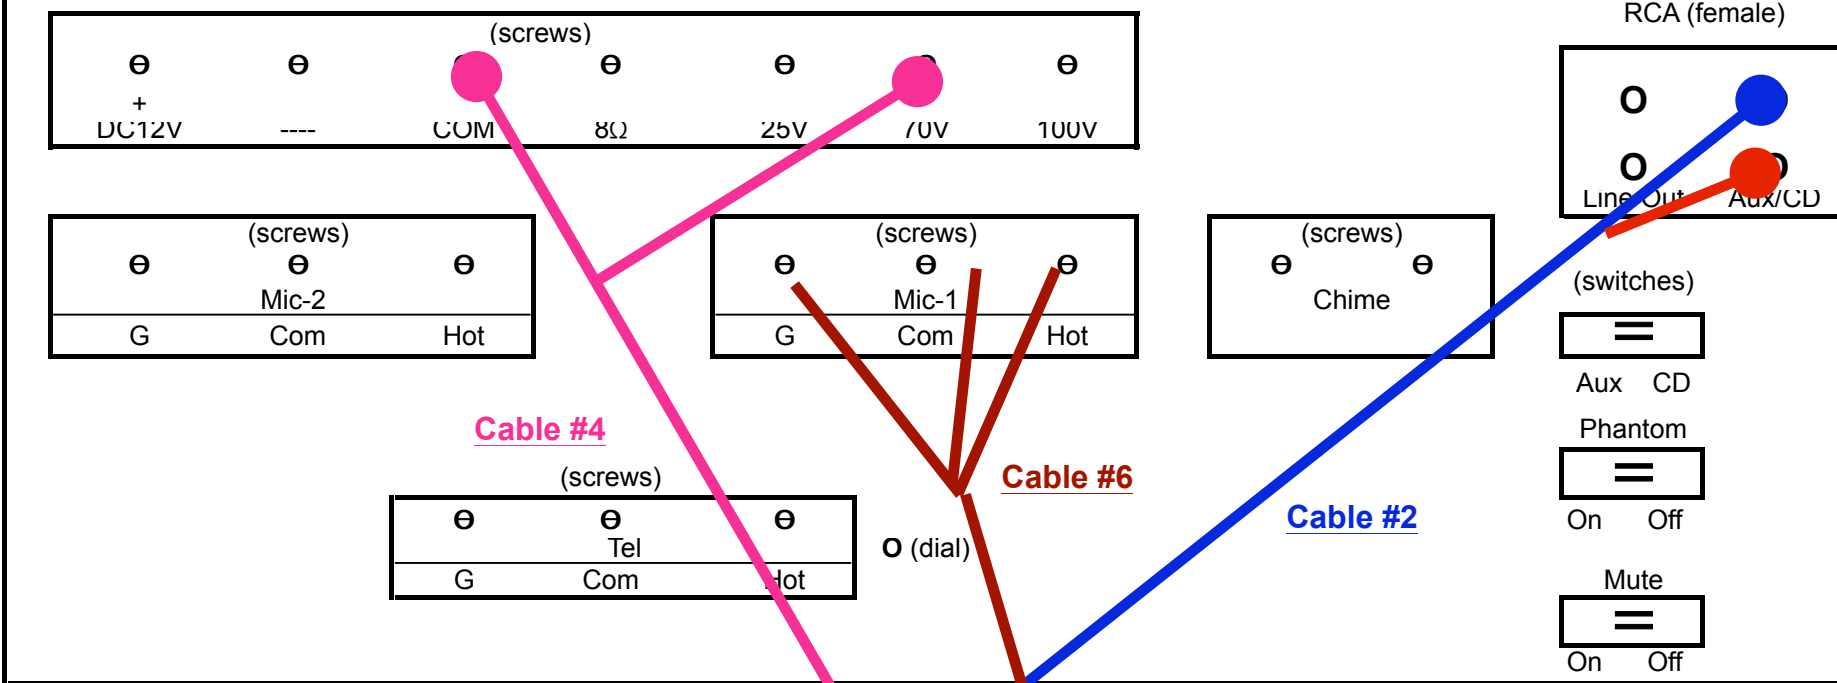 RCA (female)
(screws)
+
DC12V ---- COM 8Ω 25V 70V 100V
Line Out Aux/CD
(screws)
Mic-2
G Com Hot
(screws)
Mic-1
G Com Hot
(screws)
Chime
(switches)
Aux CD
Phantom
On Off
Mute
On Off
Cable #4
Cable #6
Cable #2
(screws)
Tel
G Com Hot
O (dial)